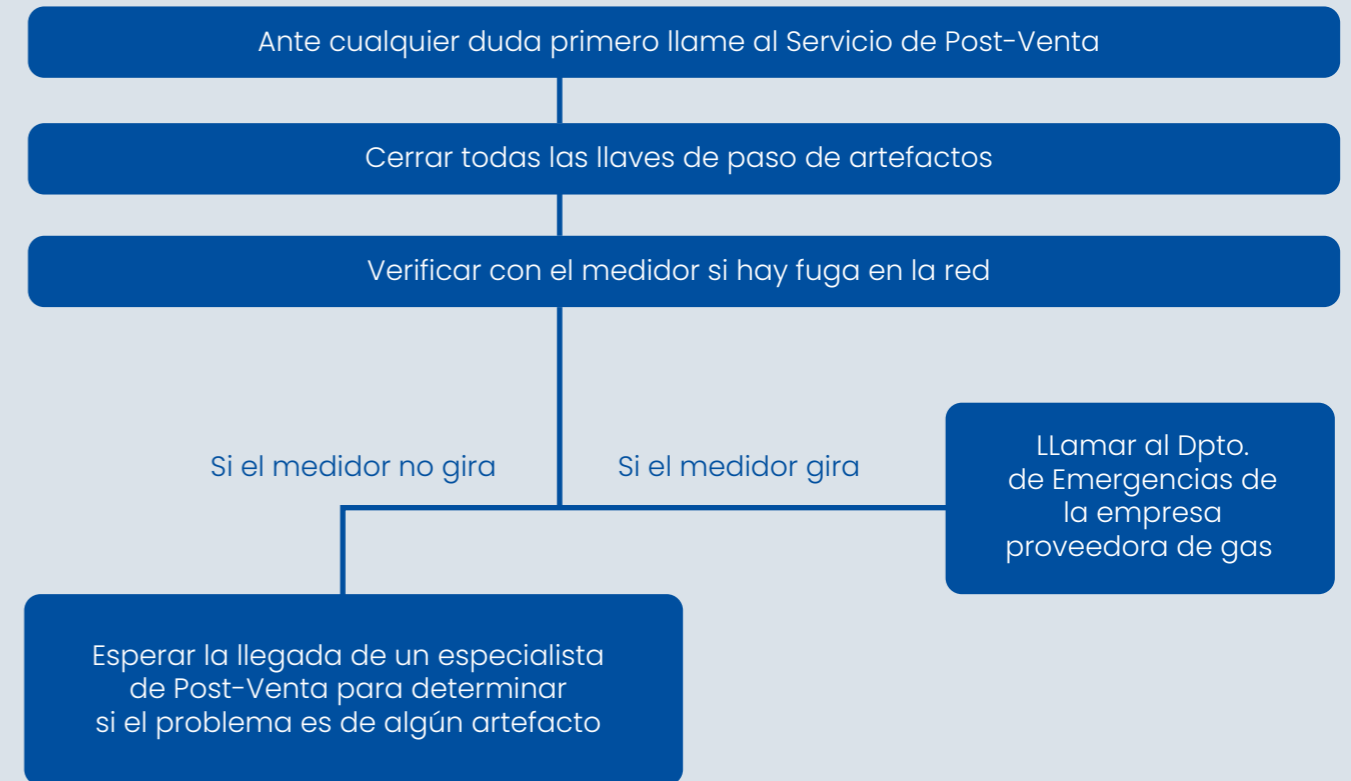 Ante cualquier duda primero llame al Servicio de Post-Venta
Cerrar todas las llaves de paso de artefactos
Verificar con el medidor si hay fuga en la red
Si el medidor no gira
Si el medidor gira
LLamar al Dpto.
de Emergencias de
la empresa
proveedora de gas
Esperar la llegada de un especialista
de Post-Venta para determinar
si el problema es de algún artefacto